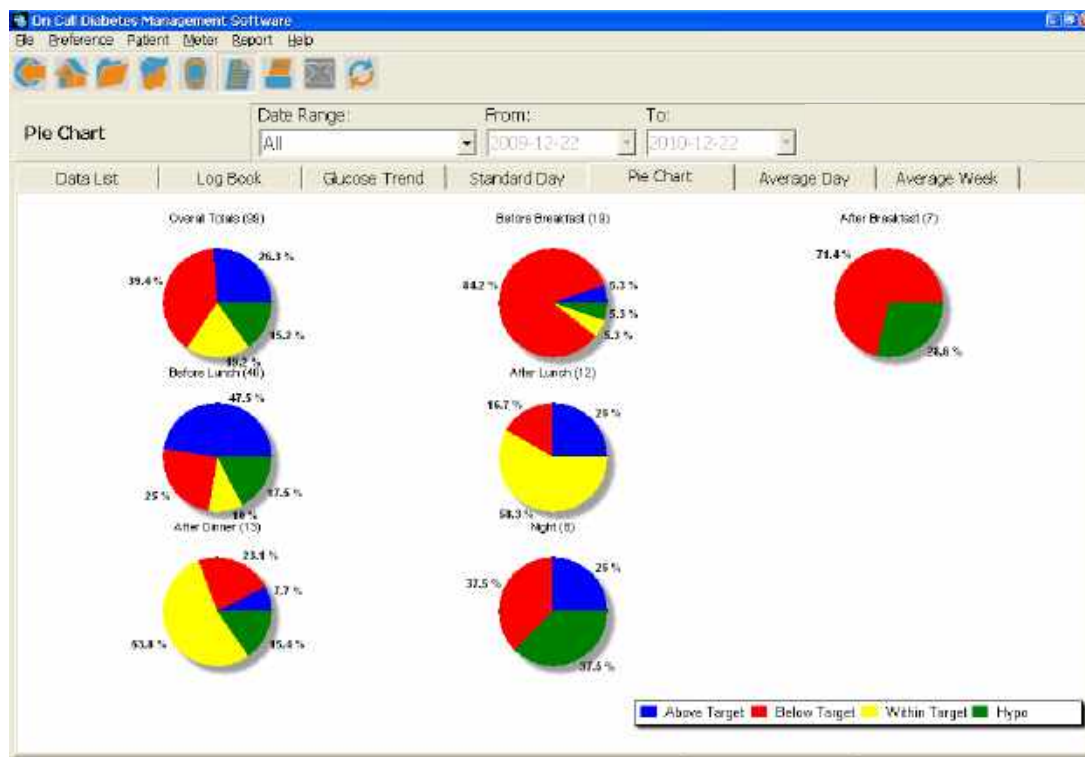 On Call Diabetes Management Software
File Preference Patient Meter Report Help
Pie Chart
Date Range: From: To:
All 2009-12-22 2010-12-22
Data List Log Book Glucose Trend Standard Day Pie Chart Average Day Average Week
Overall Totals (99) Before Breakfast (19) After Breakfast (7)
26.3 % 39.4 % 15.2 % 19.2 %
84.2 % 5.3 % 5.3 % 5.3 %
71.4 % 28.6 %
Before Lunch (40) After Lunch (12)
47.5 % 25 % 17.5 % 10 %
16.7 % 25 % 58.3 %
After Dinner (13) Night (8)
23.1 % 7.7 % 53.8 % 15.4 %
37.5 % 25 % 37.5 %
Above Target Below Target Within Target Hypo